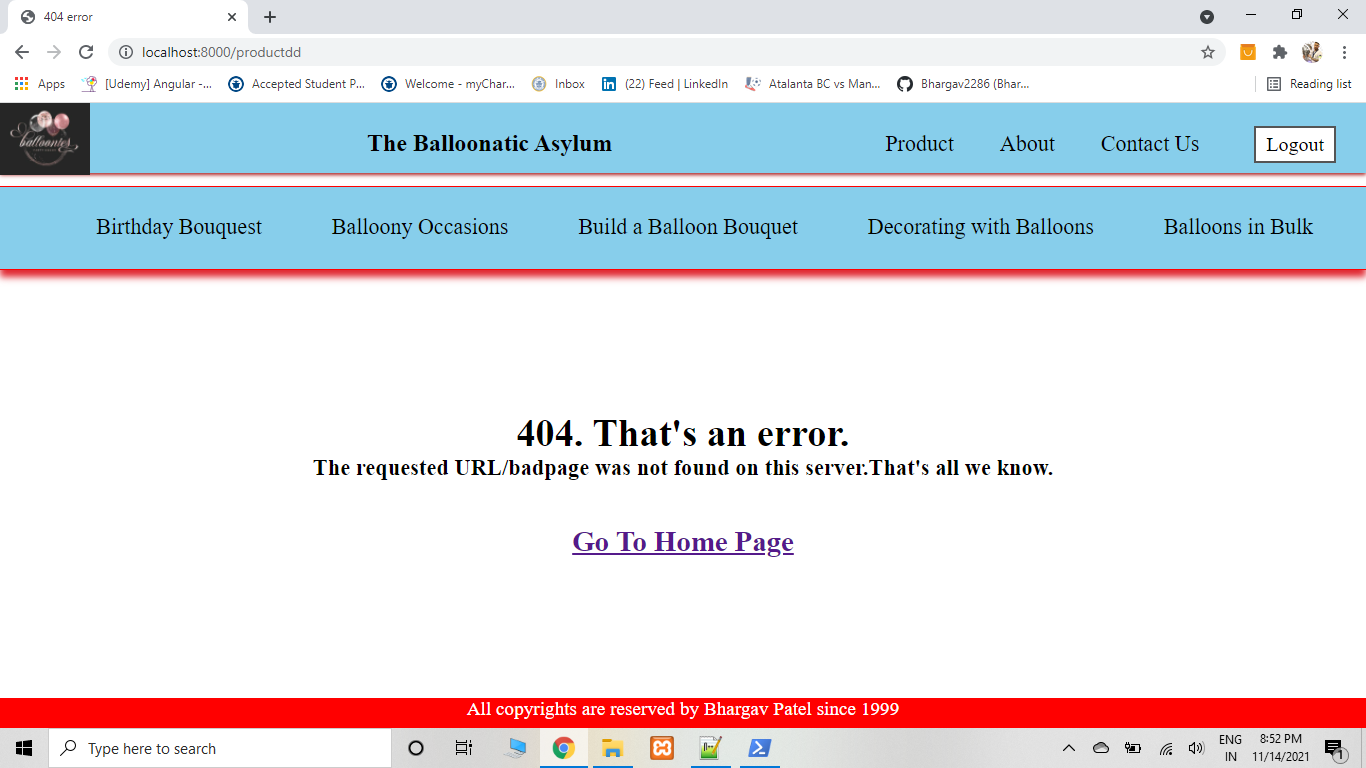 404 error
localhost:8000/productdd
Apps [Udemy] Angular -... Accepted Student P... Welcome - myChar... Inbox (22) Feed | LinkedIn Atalanta BC vs Man... Bhargav2286 (Bhar... Reading list
balloontes
The Balloonatic Asylum Product About Contact Us Logout
Birthday Bouquest Balloony Occasions Build a Balloon Bouquet Decorating with Balloons Balloons in Bulk
404. That's an error.
The requested URL/badpage was not found on this server.That's all we know.
Go To Home Page
All copyrights are reserved by Bhargav Patel since 1999
Type here to search
ENG 8:52 PM
IN 11/14/2021
1